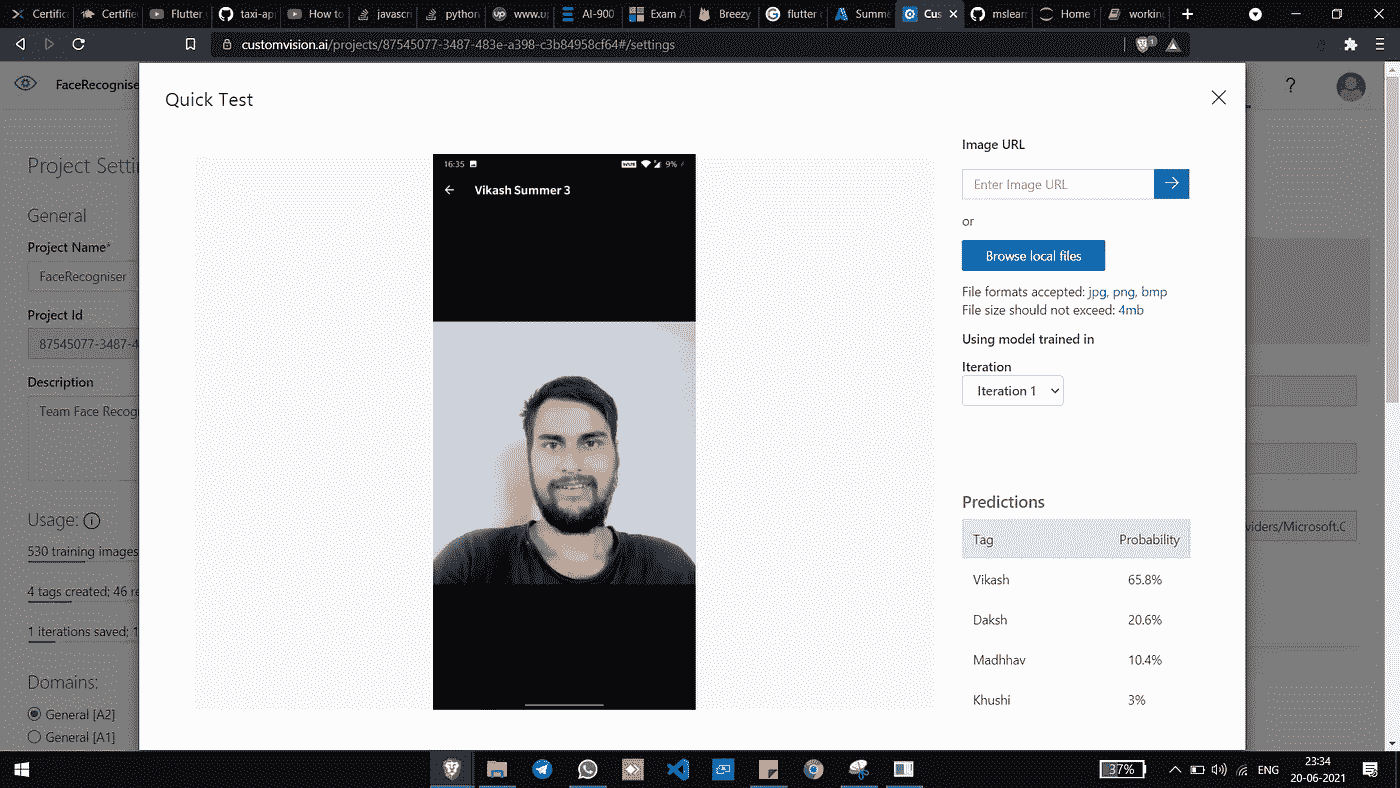 Certific
Certifie
Flutter
taxi-ap
How to
javascr
python
www.up
AI-900
Exam A
Breezy
flutter
Summe
Cus
mslearn
Home
workin
customvision.ai/projects/87545077-3487-483e-a398-c3b84958cf64#/settings
FaceRecognise
?
Quick Test
Project Setti
General
Project Name*
FaceRecogniser
Project Id
87545077-3487-4
Description
Team Face Recog
Usage:
530 training images
4 tags created; 46 re
1 iterations saved; 1
Domains:
General [A2]
General [A1]
16:35
9%
Vikash Summer 3
Image URL
Enter Image URL
or
Browse local files
File formats accepted: jpg, png, bmp
File size should not exceed: 4mb
Using model trained in
Iteration
Iteration 1
Predictions
Tag Probability
Vikash 65.8%
Daksh 20.6%
Madhhav 10.4%
Khushi 3%
viders/Microsoft.C
37%
ENG
23:34
20-06-2021